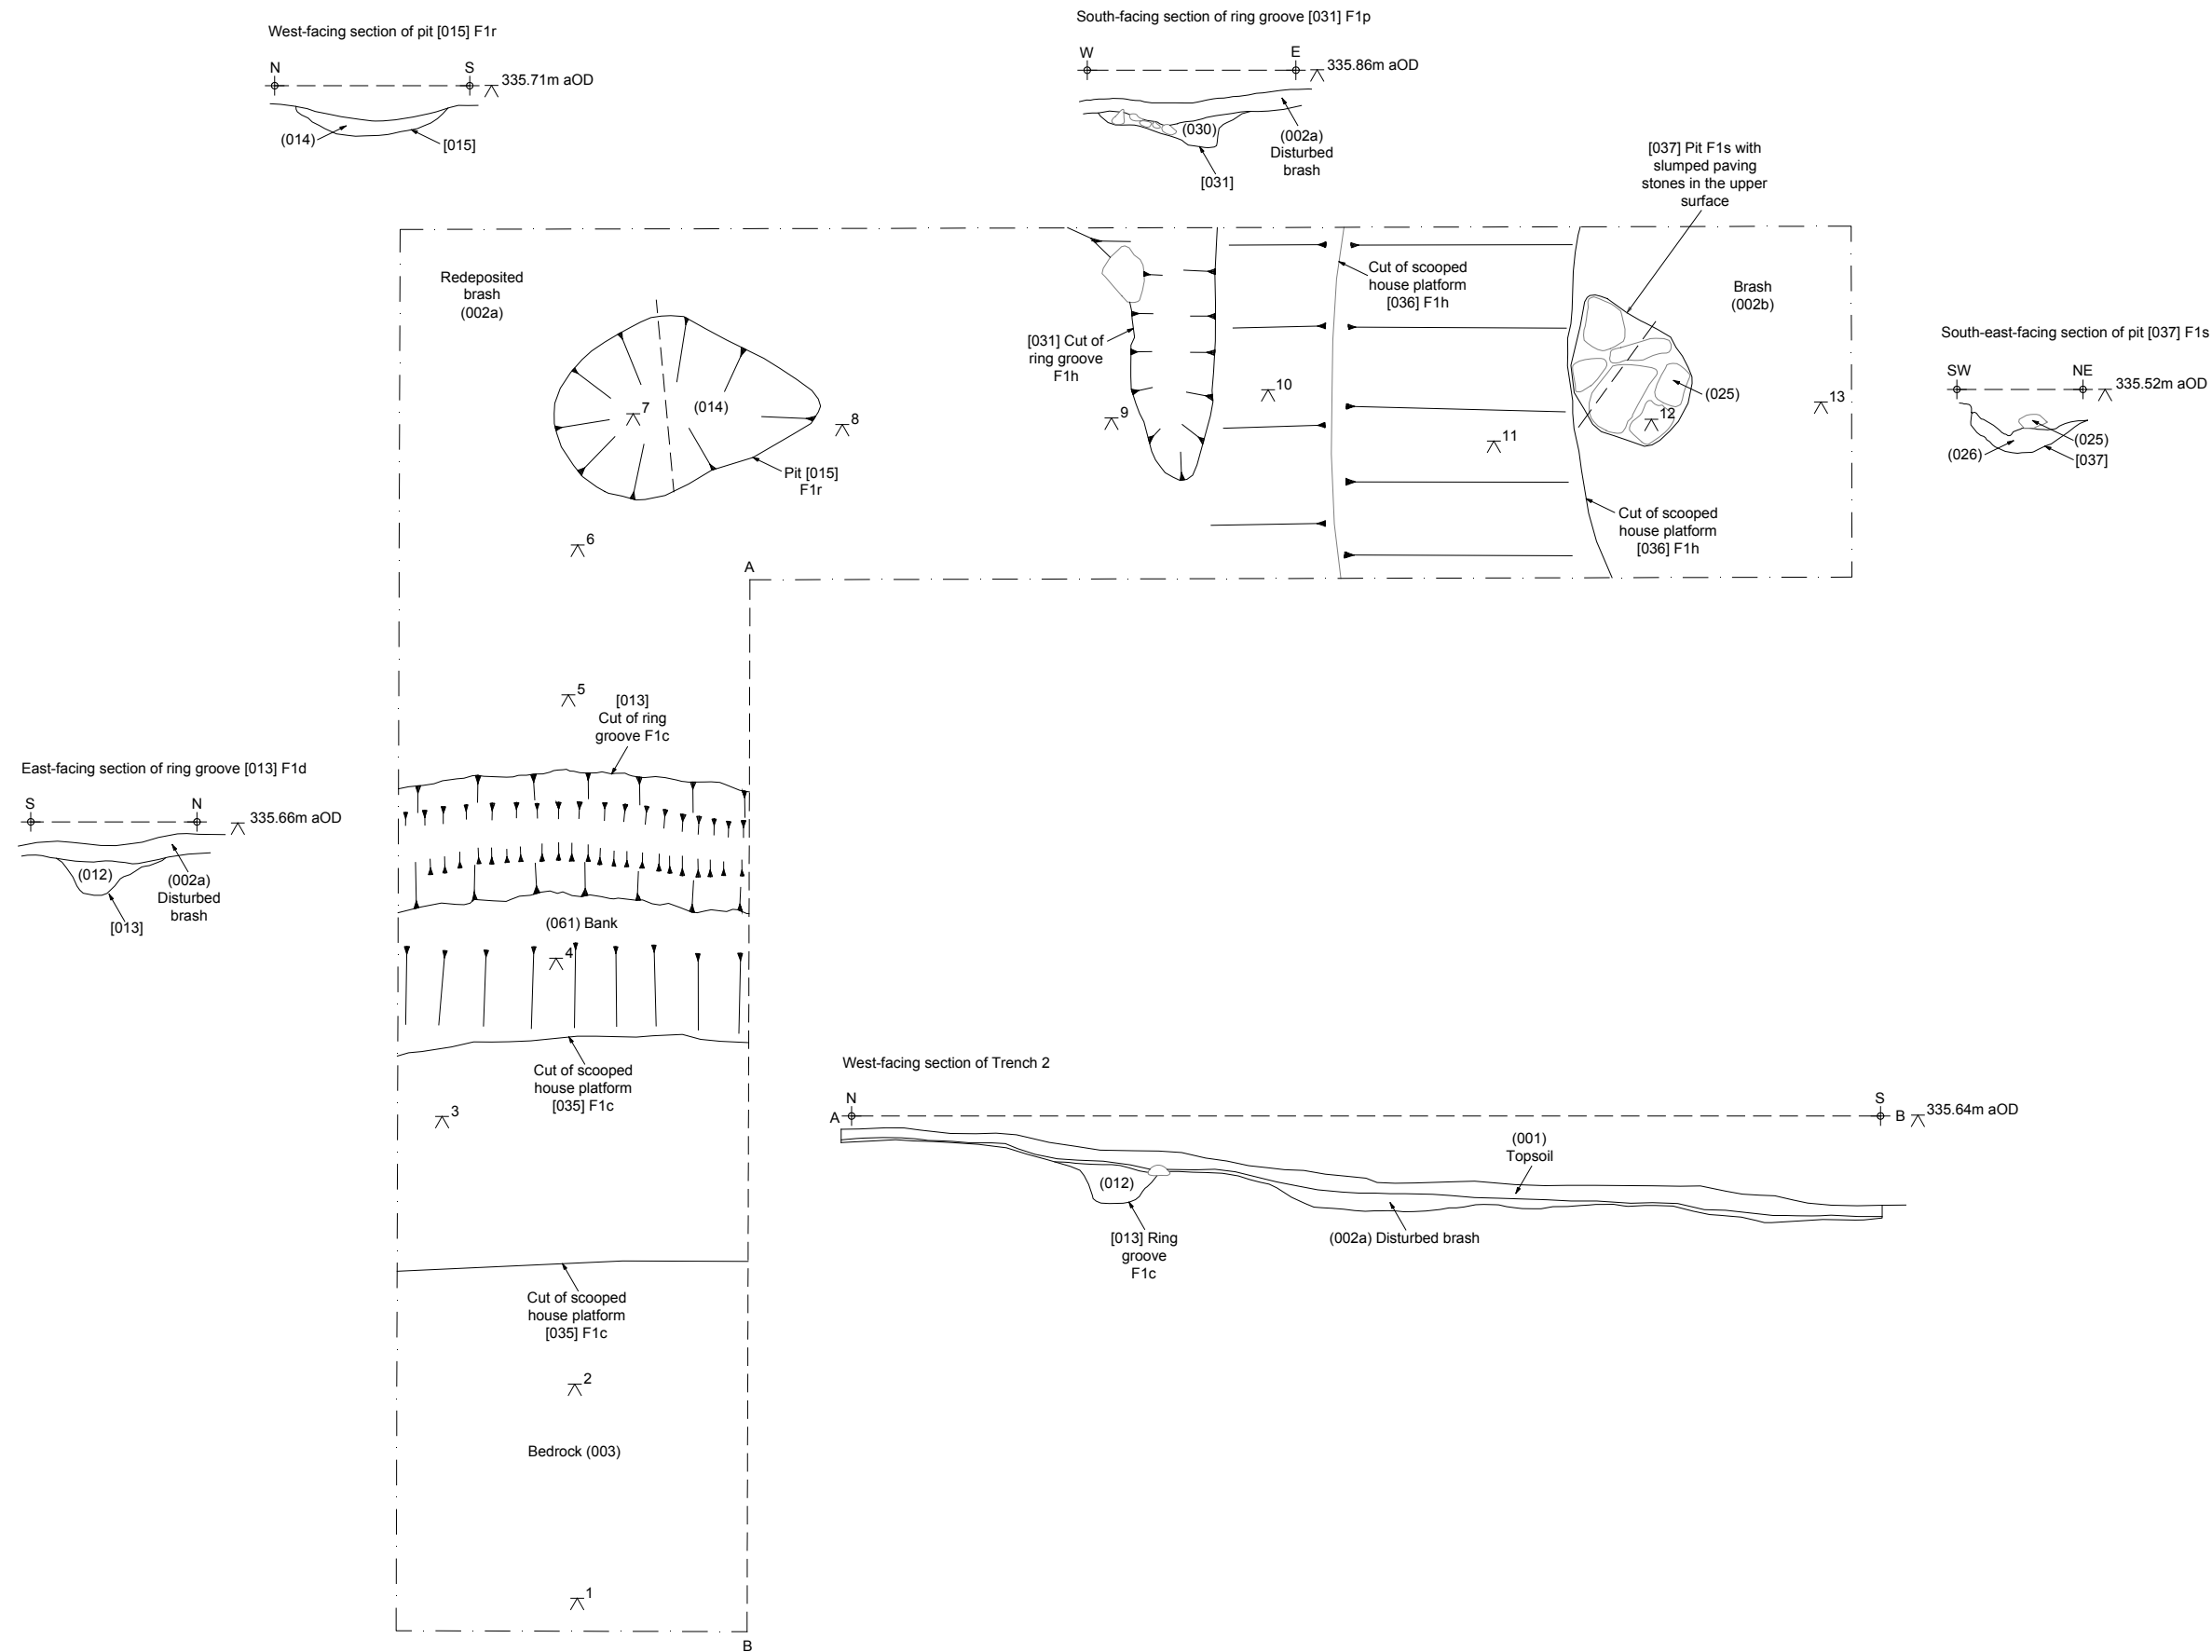 West-facing section of pit [015] F1r
N
S
335.71m aOD
(014)
[015]
South-facing section of ring groove [031] F1p
W
E
335.86m aOD
(030)
(002a)
Disturbed
brash
[031]
[037] Pit F1s with
slumped paving
stones in the upper
surface
Redeposited
brash
(002a)
7
(014)
8
Pit [015]
F1r
6
[031] Cut of
ring groove
F1h
9
10
Cut of scooped
house platform
[036] F1h
11
Brash
(002b)
(025)
12
13
Cut of scooped
house platform
[036] F1h
South-east-facing section of pit [037] F1s
SW
NE
335.52m aOD
(025)
(026)
[037]
A
5
[013]
Cut of ring
groove F1c
East-facing section of ring groove [013] F1d
S
N
335.66m aOD
(012)
(002a)
Disturbed
brash
[013]
(061) Bank
4
Cut of scooped
house platform
[035] F1c
3
West-facing section of Trench 2
N
S
A
B
335.64m aOD
(001)
Topsoil
(012)
[013] Ring
groove
F1c
(002a) Disturbed brash
Cut of scooped
house platform
[035] F1c
2
Bedrock (003)
1
B